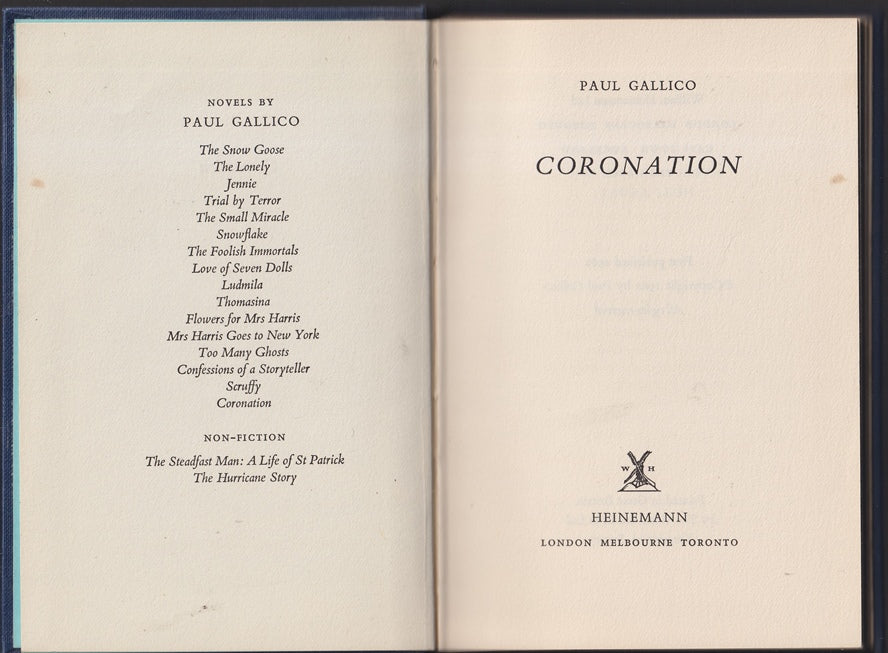 NOVELS BY
PAUL GALLICO
The Snow Goose
The Lonely
Jennie
Trial by Terror
The Small Miracle
Snowflake
The Foolish Immortals
Love of Seven Dolls
Ludmila
Thomasina
Flowers for Mrs Harris
Mrs Harris Goes to New York
Too Many Ghosts
Confessions of a Storyteller
Scruffy
Coronation
NON-FICTION
The Steadfast Man: A Life of St Patrick
The Hurricane Story
PAUL GALLICO
CORONATION
W H
HEINEMANN
LONDON MELBOURNE TORONTO